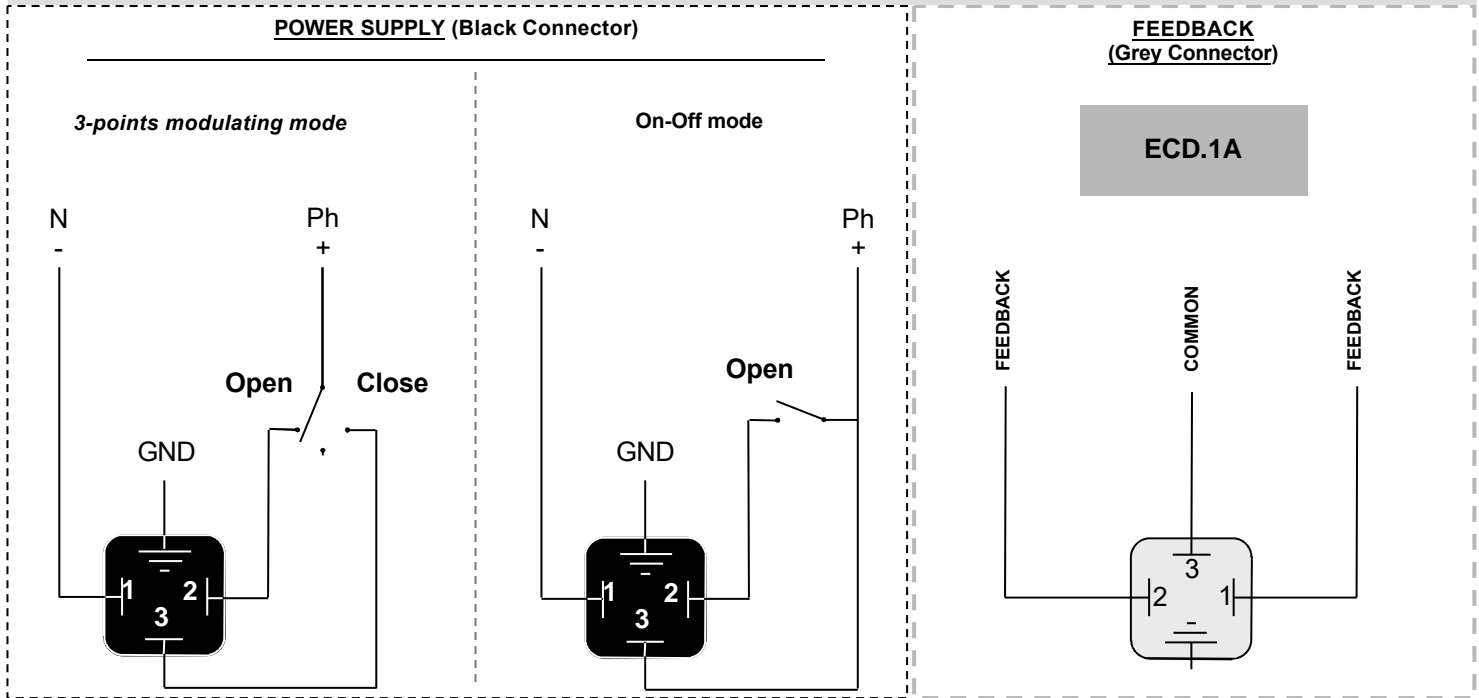 POWER SUPPLY (Black Connector)
3-points modulating mode
N
-
Ph
+
Open
Close
GND
1
2
3
On-Off mode
N
-
Ph
+
Open
GND
1
2
3
FEEDBACK
(Grey Connector)
ECD.1A
FEEDBACK
COMMON
FEEDBACK
3
2
1